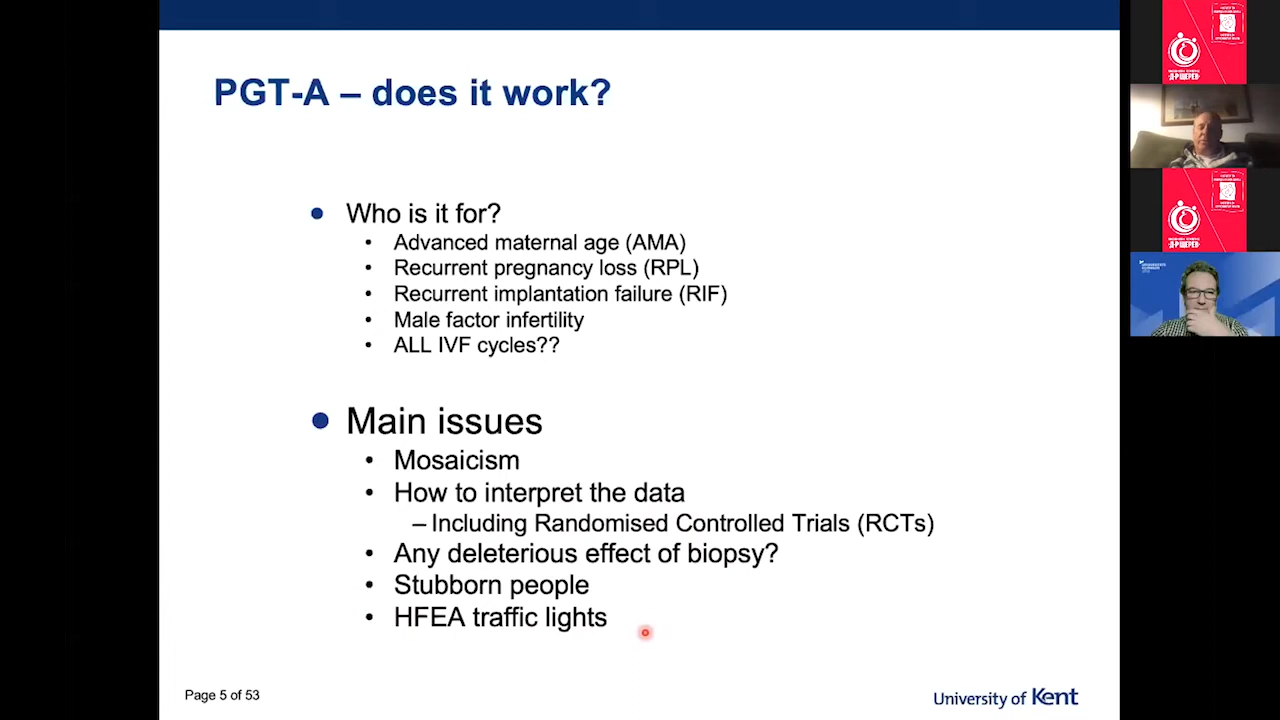 PGT-A – does it work?
Who is it for?
Advanced maternal age (AMA)
Recurrent pregnancy loss (RPL)
Recurrent implantation failure (RIF)
Male factor infertility
ALL IVF cycles??
Main issues
Mosaicism
How to interpret the data
– Including Randomised Controlled Trials (RCTs)
Any deleterious effect of biopsy?
Stubborn people
HFEA traffic lights
Page 5 of 53
University of Kent
Д-Р ЩЕРЕВ
Д-Р ЩЕРЕВ